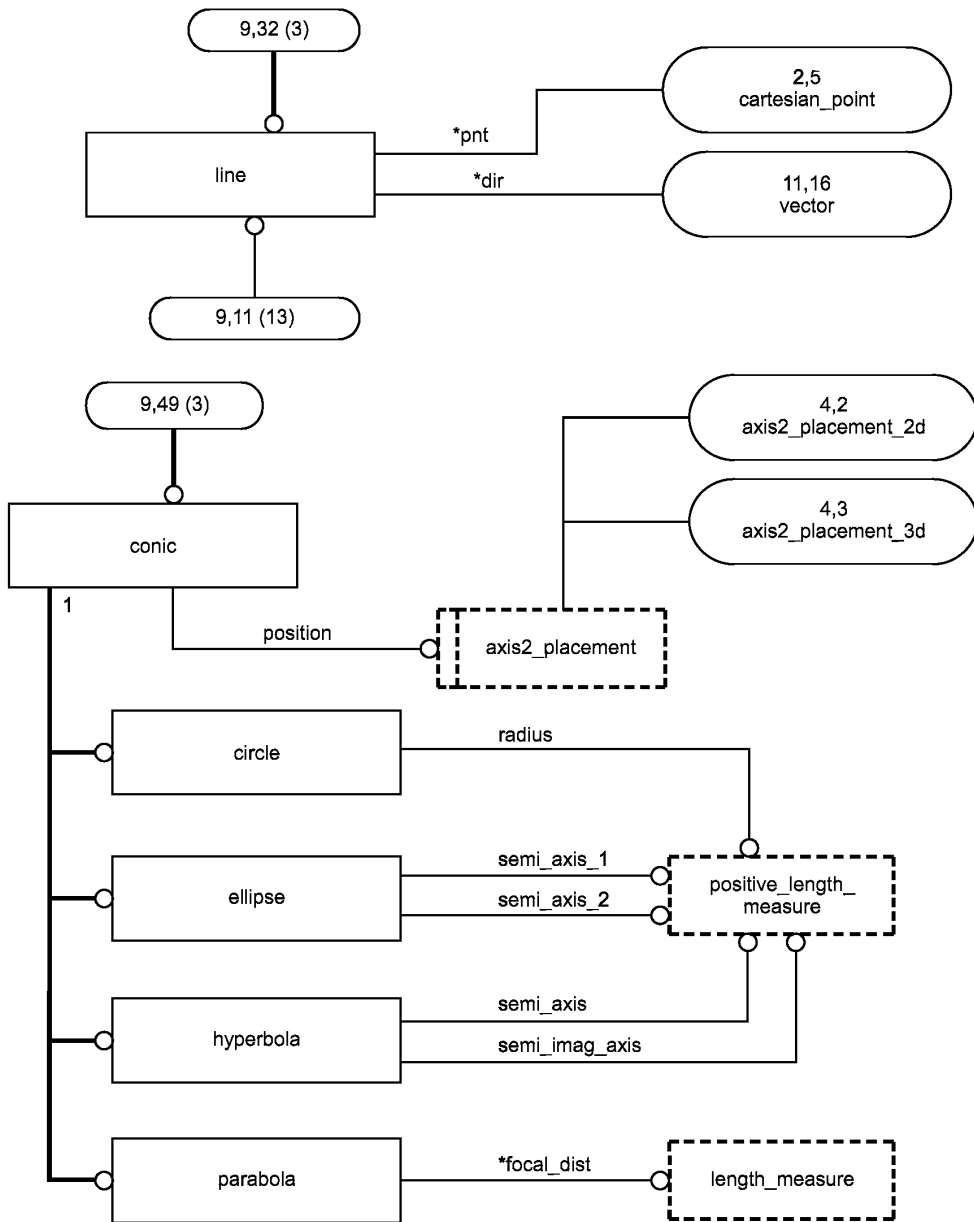 9,32 (3)
2,5
cartesian_point
*pnt
line
*dir
11,16
vector
9,11 (13)
9,49 (3)
4,2
axis2_placement_2d
4,3
axis2_placement_3d
conic
1
position
axis2_placement
circle
radius
ellipse
semi_axis_1
semi_axis_2
positive_length_
measure
hyperbola
semi_axis
semi_imag_axis
parabola
*focal_dist
length_measure